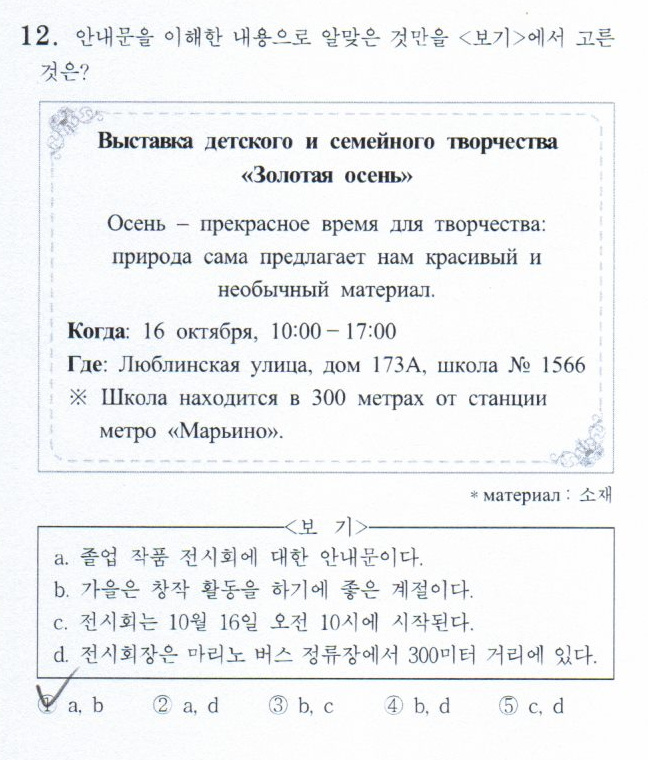 12. 안내문을 이해한 내용으로 알맞은 것만을 <보기>에서 고른
것은?
Выставка детского и семейного творчества
«Золотая осень»
Осень – прекрасное время для творчества:
природа сама предлагает нам красивый и
необычный материал.
Когда: 16 октября, 10:00－17:00
Где: Люблинская улица, дом 173А, школа № 1566
※ Школа находится в 300 метрах от станции
метро «Марьино».
* материал : 소재
<보 기>
a. 졸업 작품 전시회에 대한 안내문이다.
b. 가을은 창작 활동을 하기에 좋은 계절이다.
c. 전시회는 10월 16일 오전 10시에 시작된다.
d. 전시회장은 마리노 버스 정류장에서 300미터 거리에 있다.
① a, b ② a, d ③ b, c ④ b, d ⑤ c, d